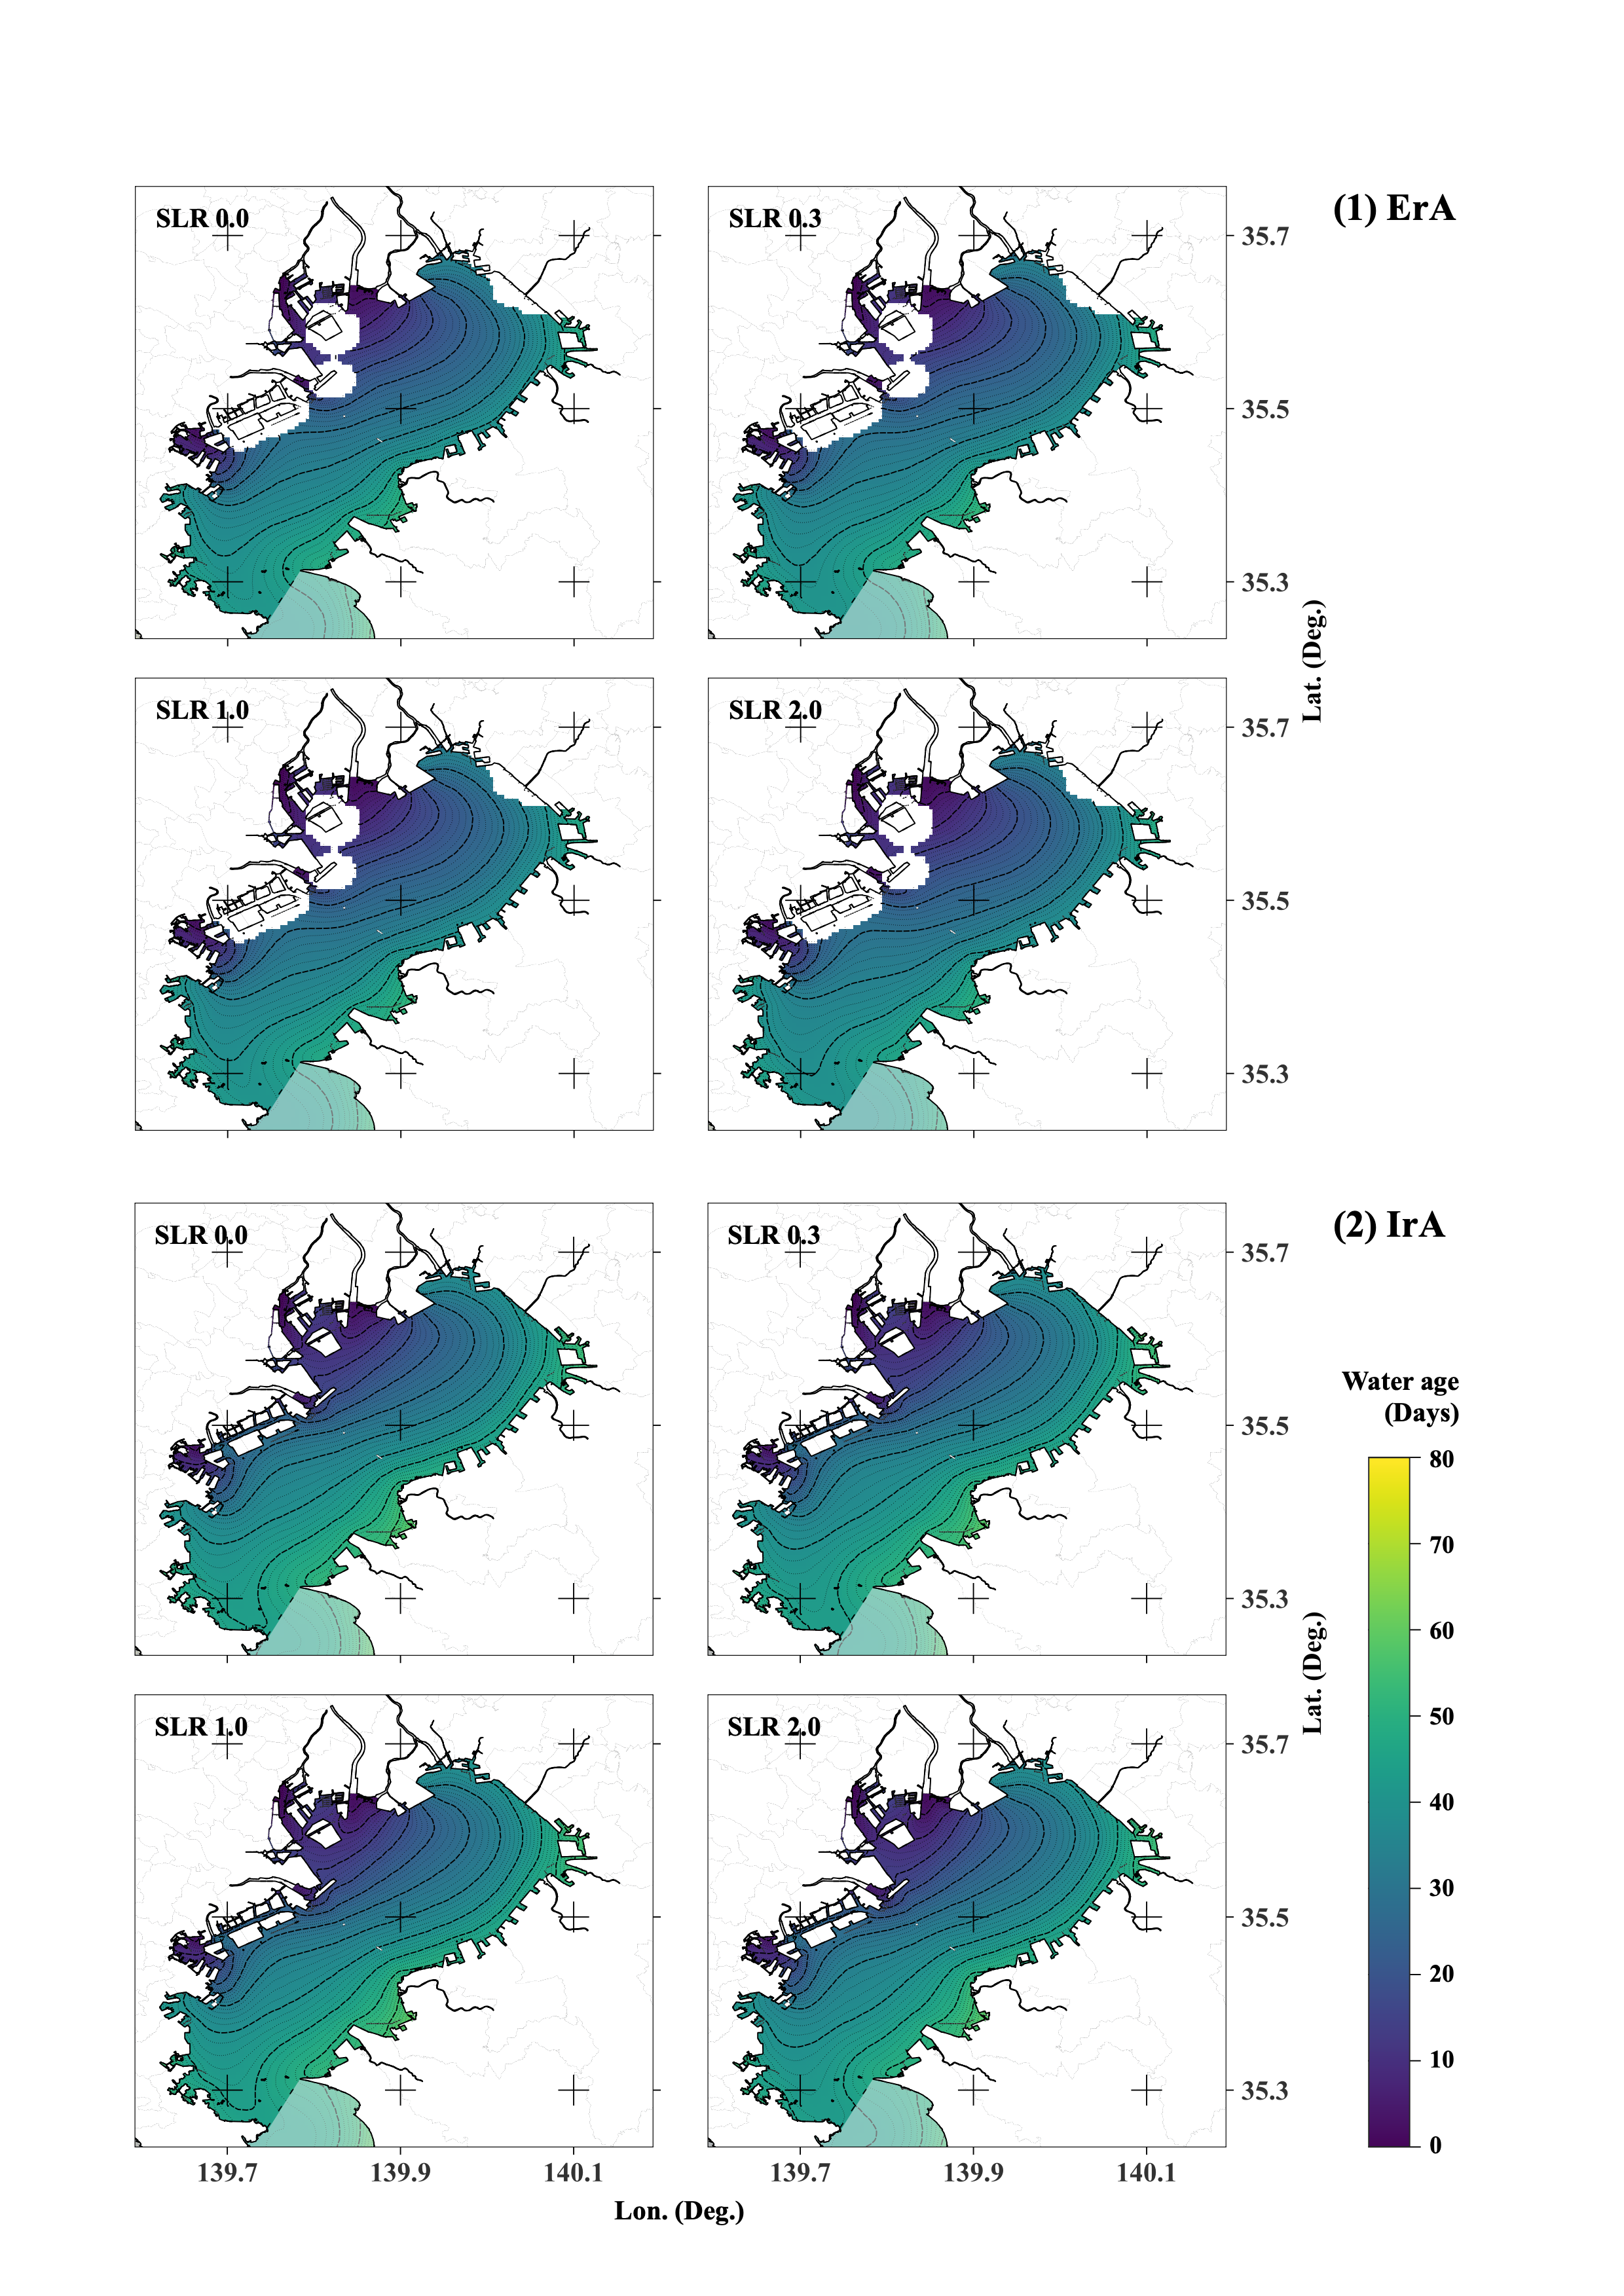 SLR 0.0
SLR 0.3
(1) ErA
35.7
35.5
35.3
Lat. (Deg.)
SLR 1.0
SLR 2.0
35.7
35.5
35.3
SLR 0.0
SLR 0.3
(2) IrA
35.7
35.5
35.3
Lat. (Deg.)
Water age
(Days)
80
70
60
50
40
30
20
10
0
SLR 1.0
SLR 2.0
35.7
35.5
35.3
139.7
139.9
140.1
139.7
139.9
140.1
Lon. (Deg.)